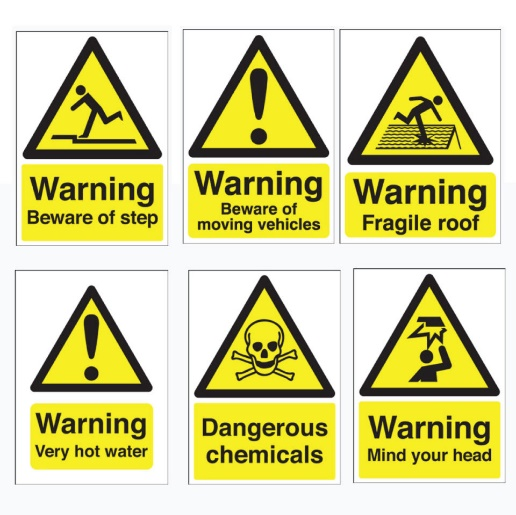 Warning
Beware of step
Warning
Beware of
moving vehicles
Warning
Fragile roof
Warning
Very hot water
Dangerous
chemicals
Warning
Mind your head